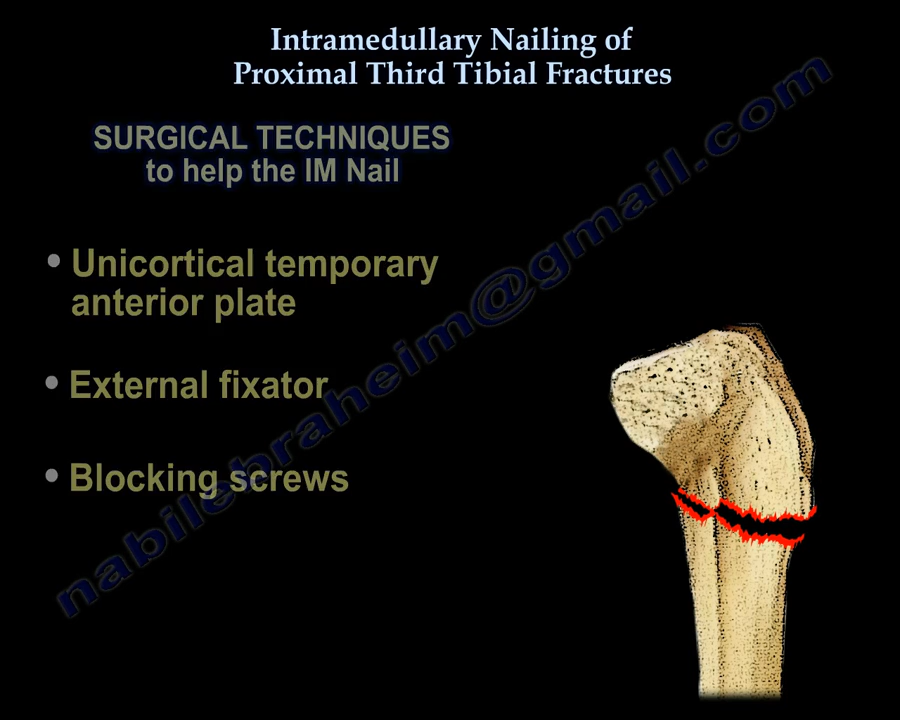 Intramedullary Nailing of
Proximal Third Tibial Fractures
SURGICAL TECHNIQUES
to help the IM Nail
• Unicortical temporary
anterior plate
• External fixator
• Blocking screws
nabilebraheim@gmail.com